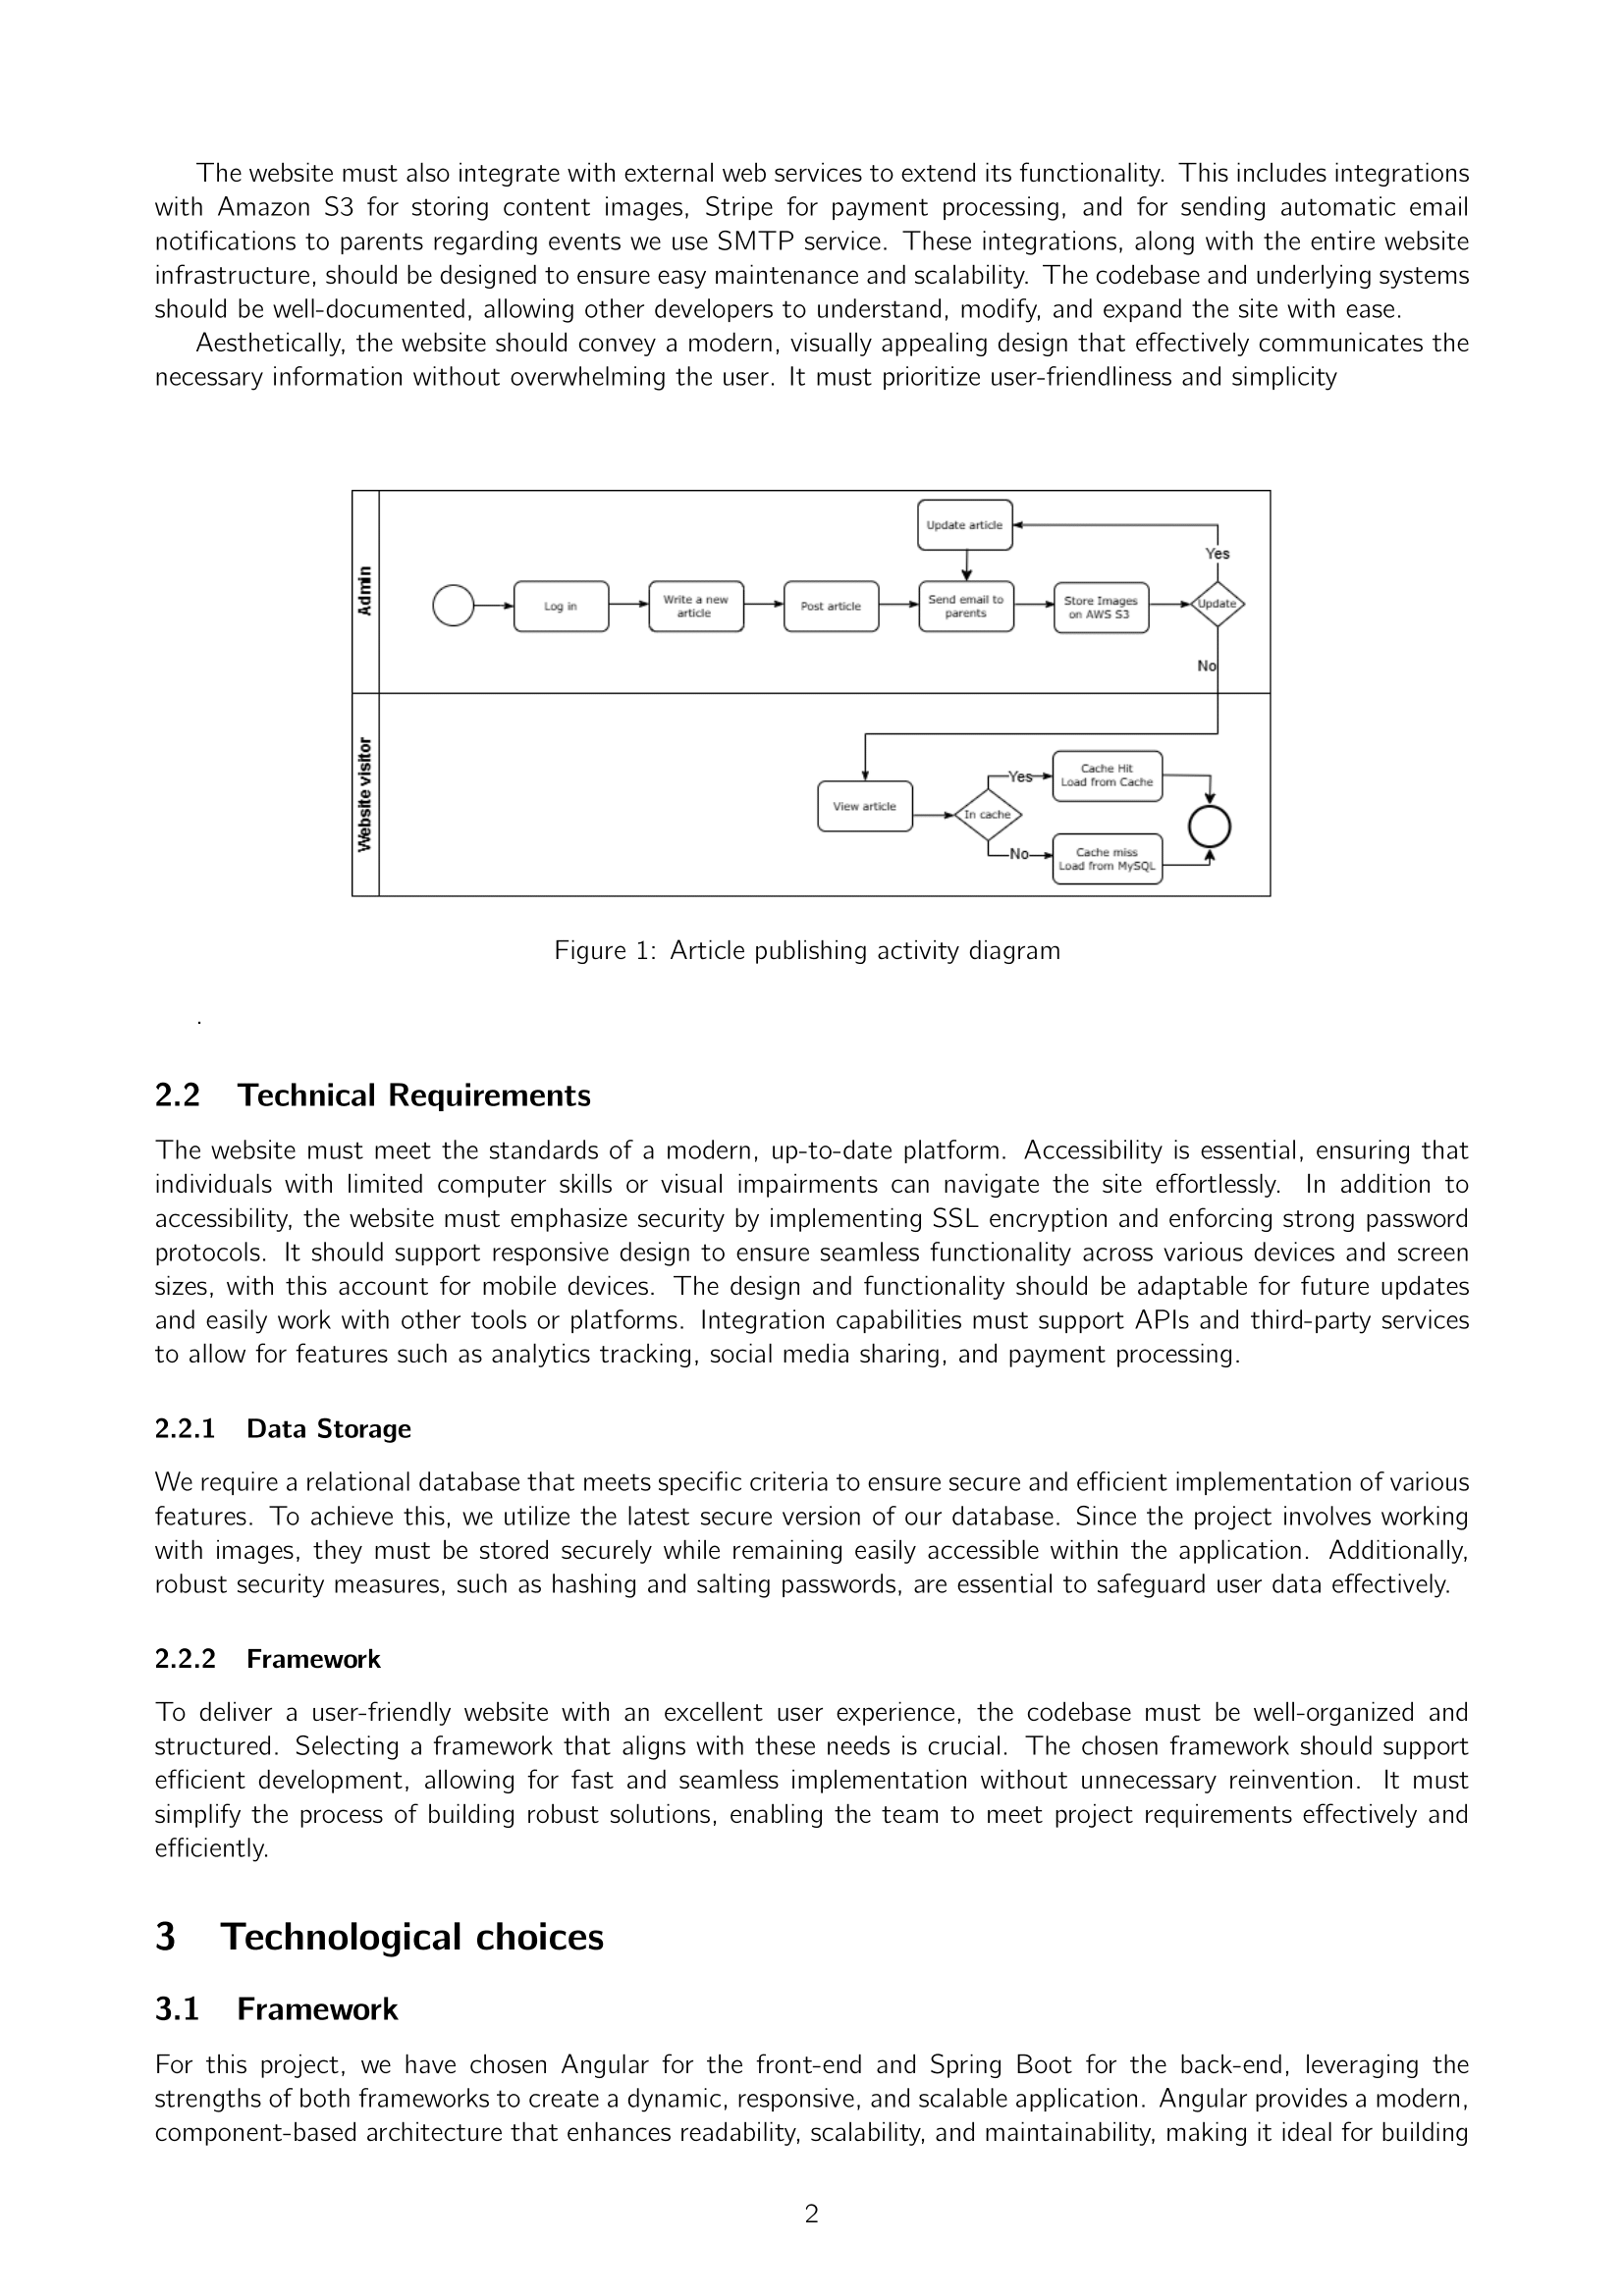 The website must also integrate with external web services to extend its functionality. This includes integrations
with Amazon S3 for storing content images, Stripe for payment processing, and for sending automatic email
notifications to parents regarding events we use SMTP service. These integrations, along with the entire website
infrastructure, should be designed to ensure easy maintenance and scalability. The codebase and underlying systems
should be well-documented, allowing other developers to understand, modify, and expand the site with ease.
Aesthetically, the website should convey a modern, visually appealing design that effectively communicates the
necessary information without overwhelming the user. It must prioritize user-friendliness and simplicity
Admin
Log in
Write a new
article
Post article
Update article
Send email to
parents
Store Images
on AWS S3
Update
Yes
No
Website visitor
View article
In cache
Yes
Cache Hit
Load from Cache
No
Cache miss
Load from MySQL
Figure 1: Article publishing activity diagram
.
2.2 Technical Requirements
The website must meet the standards of a modern, up-to-date platform. Accessibility is essential, ensuring that
individuals with limited computer skills or visual impairments can navigate the site effortlessly. In addition to
accessibility, the website must emphasize security by implementing SSL encryption and enforcing strong password
protocols. It should support responsive design to ensure seamless functionality across various devices and screen
sizes, with this account for mobile devices. The design and functionality should be adaptable for future updates
and easily work with other tools or platforms. Integration capabilities must support APIs and third-party services
to allow for features such as analytics tracking, social media sharing, and payment processing.
2.2.1 Data Storage
We require a relational database that meets specific criteria to ensure secure and efficient implementation of various
features. To achieve this, we utilize the latest secure version of our database. Since the project involves working
with images, they must be stored securely while remaining easily accessible within the application. Additionally,
robust security measures, such as hashing and salting passwords, are essential to safeguard user data effectively.
2.2.2 Framework
To deliver a user-friendly website with an excellent user experience, the codebase must be well-organized and
structured. Selecting a framework that aligns with these needs is crucial. The chosen framework should support
efficient development, allowing for fast and seamless implementation without unnecessary reinvention. It must
simplify the process of building robust solutions, enabling the team to meet project requirements effectively and
efficiently.
3 Technological choices
3.1 Framework
For this project, we have chosen Angular for the front-end and Spring Boot for the back-end, leveraging the
strengths of both frameworks to create a dynamic, responsive, and scalable application. Angular provides a modern,
component-based architecture that enhances readability, scalability, and maintainability, making it ideal for building
2